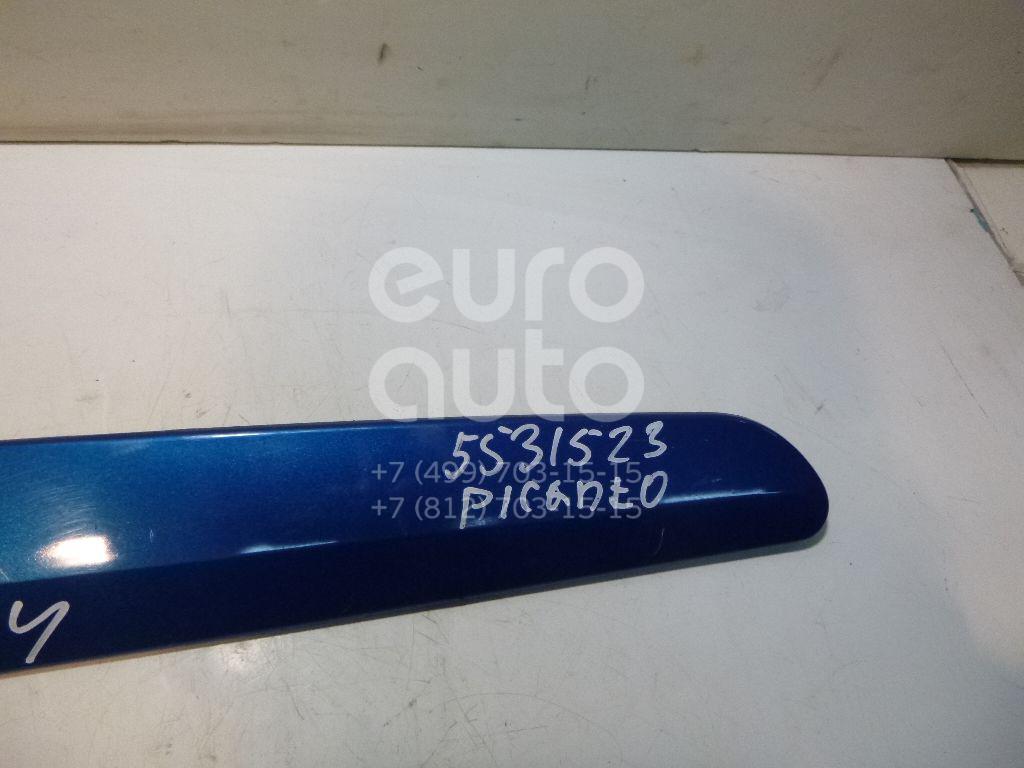 euro
auto
5531523
+7 (499) 703-15-15
PICANTO
+7 (812) 703-15-15
У